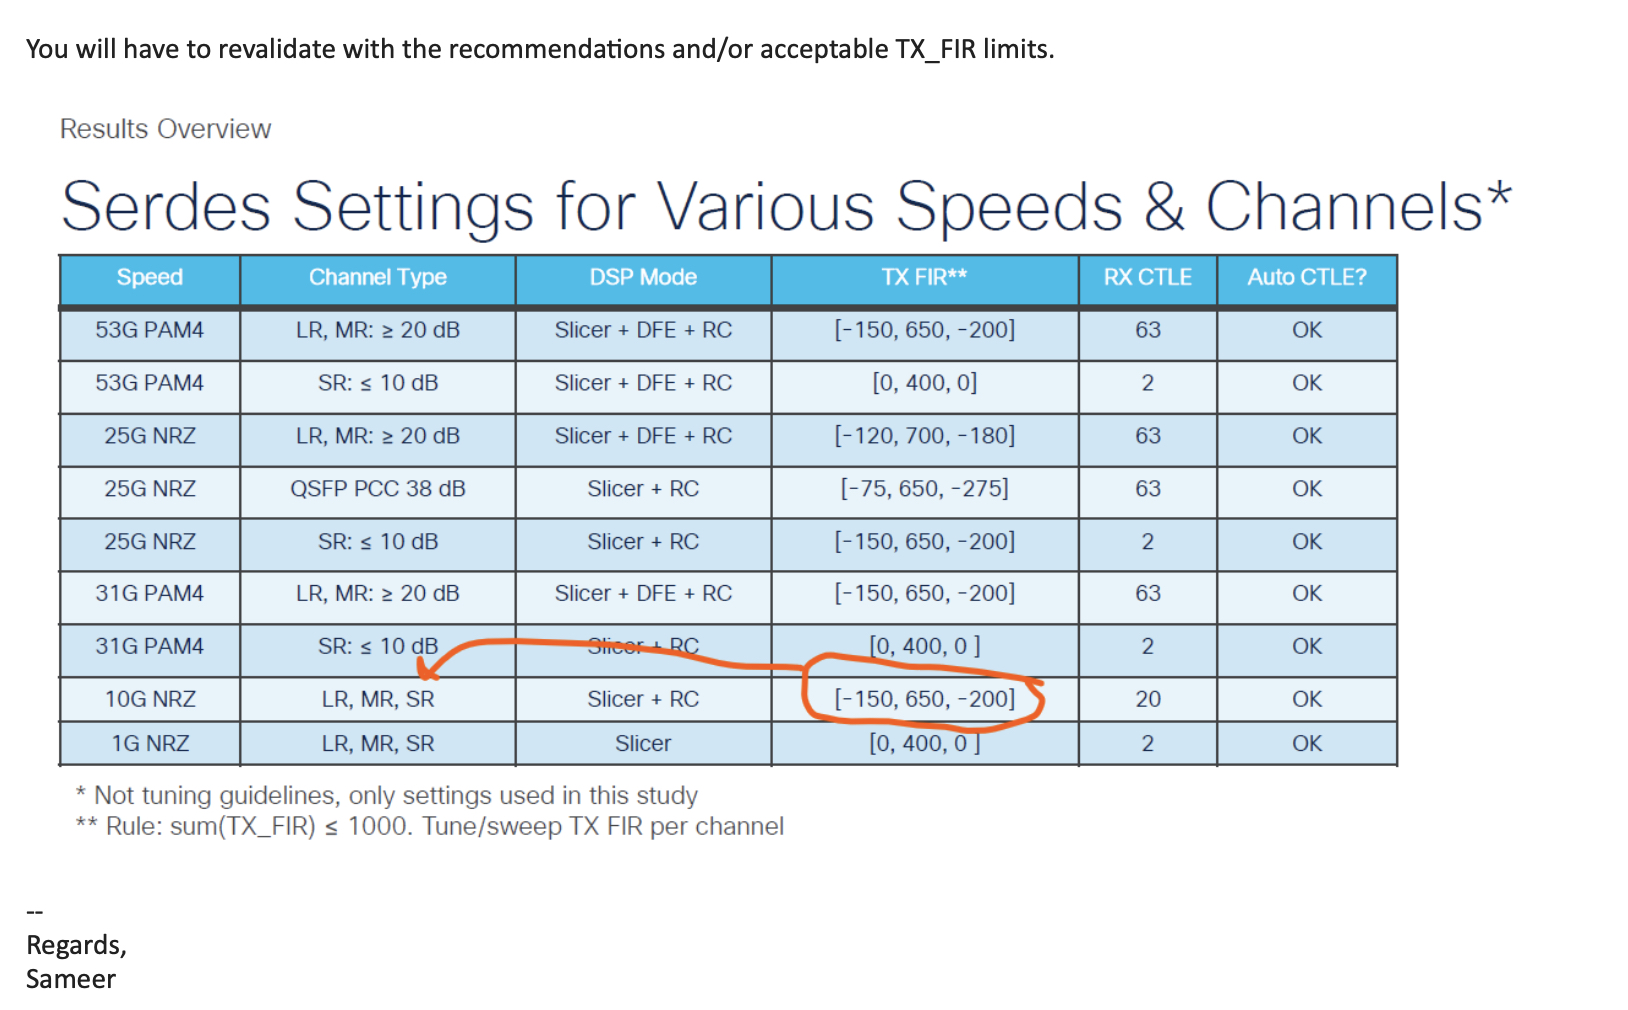 You will have to revalidate with the recommendations and/or acceptable TX_FIR limits.
Results Overview
Serdes Settings for Various Speeds & Channels*
Speed Channel Type DSP Mode TX FIR** RX CTLE Auto CTLE?
53G PAM4 LR, MR: ≥ 20 dB Slicer + DFE + RC [-150, 650, -200] 63 OK
53G PAM4 SR: ≤ 10 dB Slicer + DFE + RC [0, 400, 0] 2 OK
25G NRZ LR, MR: ≥ 20 dB Slicer + DFE + RC [-120, 700, -180] 63 OK
25G NRZ QSFP PCC 38 dB Slicer + RC [-75, 650, -275] 63 OK
25G NRZ SR: ≤ 10 dB Slicer + RC [-150, 650, -200] 2 OK
31G PAM4 LR, MR: ≥ 20 dB Slicer + DFE + RC [-150, 650, -200] 63 OK
31G PAM4 SR: ≤ 10 dB Slicer + RC [0, 400, 0 ] 2 OK
10G NRZ LR, MR, SR Slicer + RC [-150, 650, -200] 20 OK
1G NRZ LR, MR, SR Slicer [0, 400, 0 ] 2 OK
* Not tuning guidelines, only settings used in this study
** Rule: sum(TX_FIR) ≤ 1000. Tune/sweep TX FIR per channel
--
Regards,
Sameer